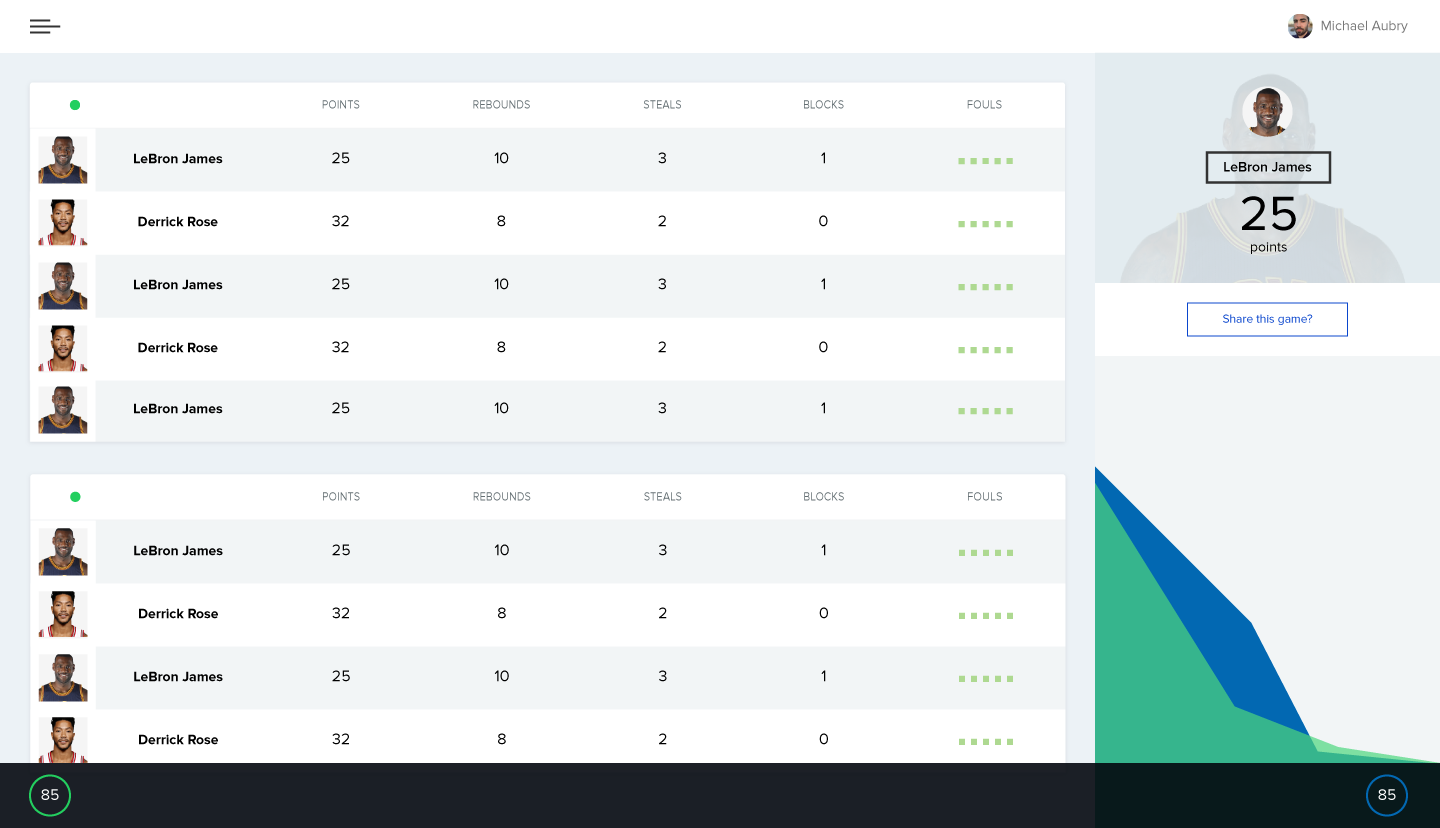 Michael Aubry
POINTS REBOUNDS STEALS BLOCKS FOULS
LeBron James 25 10 3 1
Derrick Rose 32 8 2 0
LeBron James 25 10 3 1
Derrick Rose 32 8 2 0
LeBron James 25 10 3 1
POINTS REBOUNDS STEALS BLOCKS FOULS
LeBron James 25 10 3 1
Derrick Rose 32 8 2 0
LeBron James 25 10 3 1
Derrick Rose 32 8 2 0
LeBron James
25
points
Share this game?
85
85